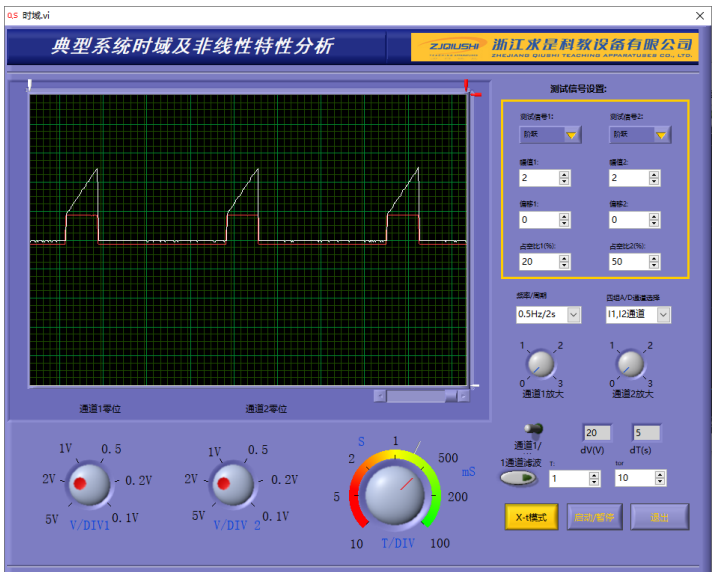 时域.vi
典型系统时域及非线性特性分析
ZJQIUSHI 浙江求是科教设备有限公司
ZHEJIANG QIUSHI TEACHING APPARATUBES CO., LTD.
测试信号设置:
测试信号1: 测试信号2:
阶跃 阶跃
幅值1: 幅值2:
2 2
偏移1: 偏移2:
0 0
占空比1(%): 占空比2(%):
20 50
频率/周期 四组A/D通道选择
0.5Hz/2s I1,I2通道
1 2 1 2
0 3 0 3
通道1放大 通道2放大
通道1零位 通道2零位
通道1/ 20 5
dV(V) dT(s)
1通道滤波 T: tor
1 10
X-t模式 启动/暂停 退出
1V 0.5
2V 0.2V
5V 0.1V
V/DIV1
1V 0.5
2V 0.2V
5V 0.1V
V/DIV 2
S 1
2 500 mS
5 200
10 T/DIV 100